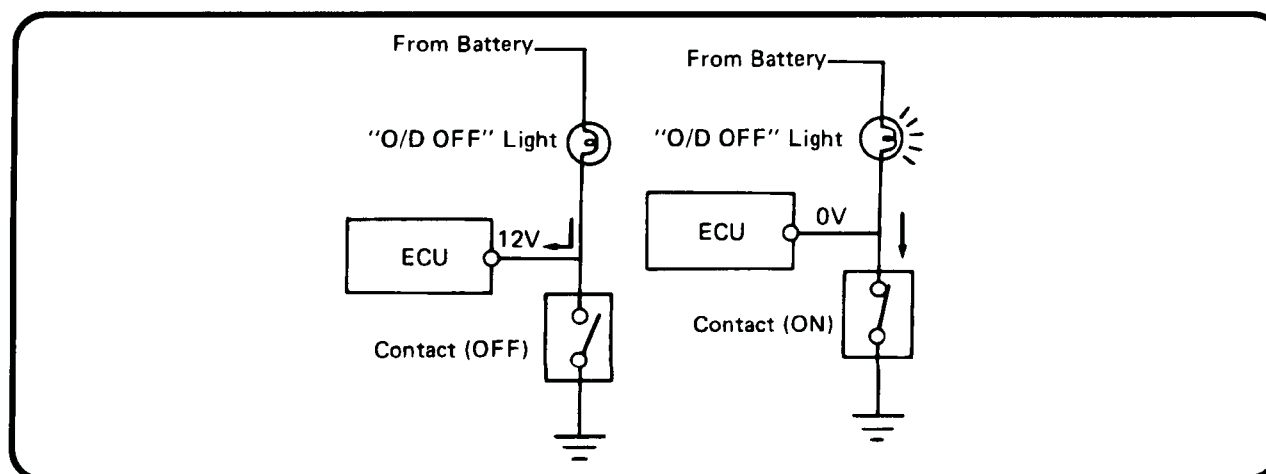 From Battery
"O/D OFF" Light
ECU
12V
Contact (OFF)
From Battery
"O/D OFF" Light
ECU
0V
Contact (ON)